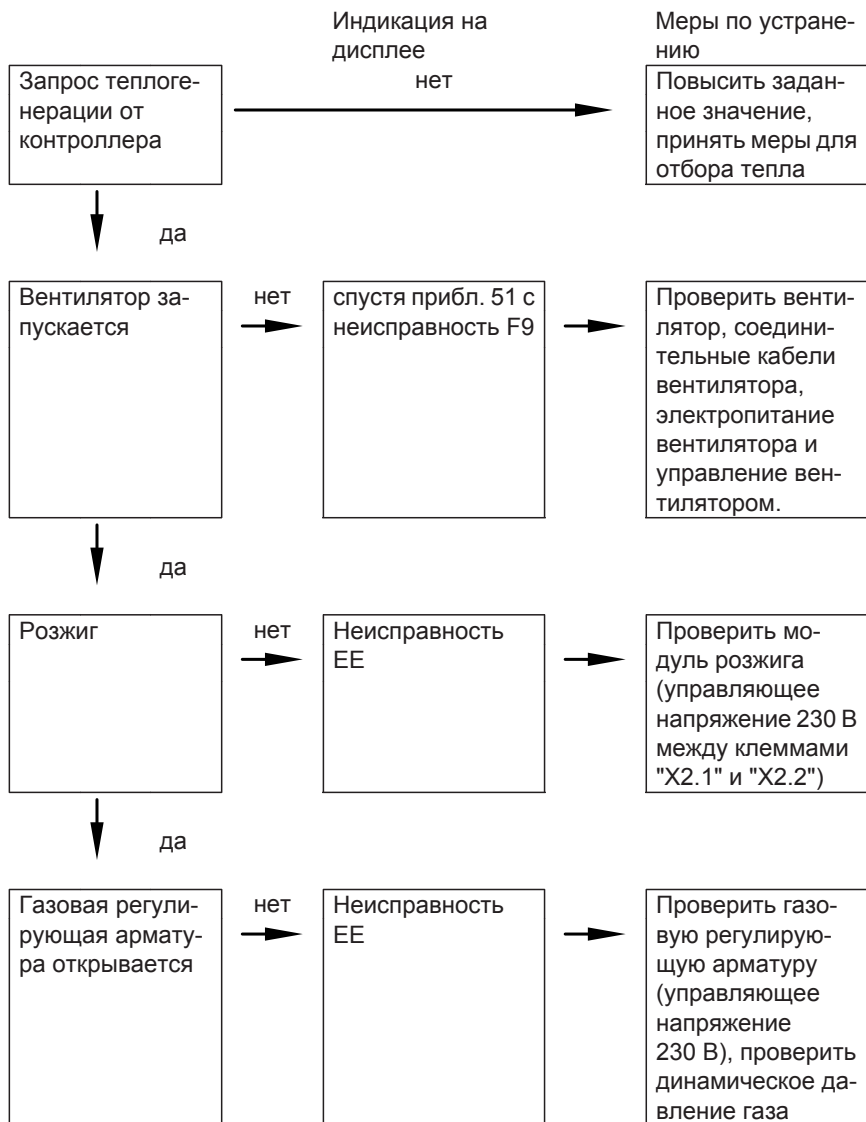 Индикация на
дисплее
Меры по устране-
нию
Запрос теплоге-
нерации от
контроллера
нет
Повысить задан-
ное значение,
принять меры для
отбора тепла
да
Вентилятор за-
пускается
нет
спустя прибл. 51 с
неисправность F9
Проверить венти-
лятор, соедини-
тельные кабели
вентилятора,
электропитание
вентилятора и
управление вен-
тилятором.
да
Розжиг
нет
Неисправность
EE
Проверить мо-
дуль розжига
(управляющее
напряжение 230 В
между клеммами
"X2.1" и "X2.2")
да
Газовая регули-
рующая армату-
ра открывается
нет
Неисправность
EE
Проверить газо-
вую регулирую-
щую арматуру
(управляющее
напряжение
230 В), проверить
динамическое да-
вление газа